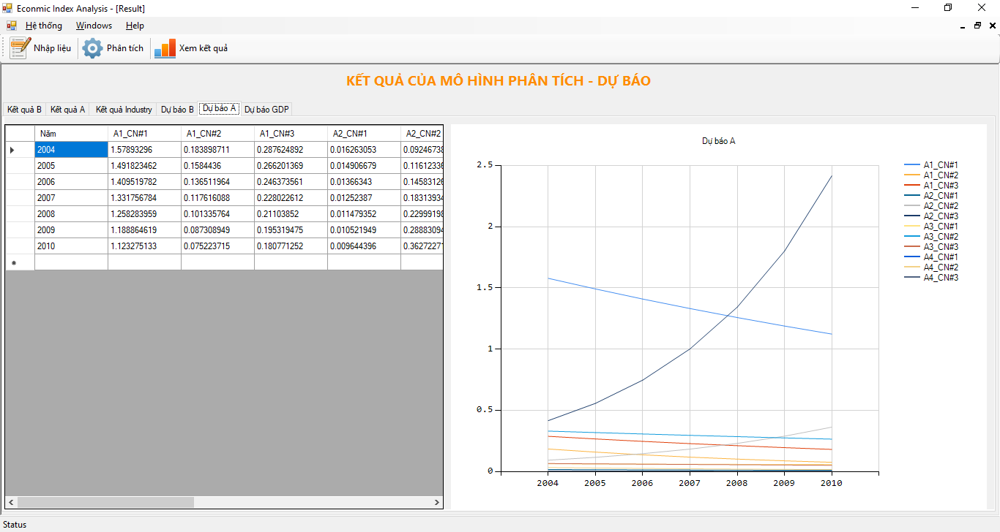 Econmic Index Analysis - [Result]
Hệ thống Windows Help
Nhập liệu Phân tích Xem kết quả
KẾT QUẢ CỦA MÔ HÌNH PHÂN TÍCH - DỰ BÁO
Kết quả B Kết quả A Kết quả Industry Dự báo B Dự báo A Dự báo GDP
Năm A1_CN#1 A1_CN#2 A1_CN#3 A2_CN#1 A2_CN#2
2004 1.57893296 0.183898711 0.287624892 0.016263053 0.0924673
2005 1.491823462 0.1584436 0.266201369 0.014906679 0.1161233
2006 1.409519782 0.136511964 0.246373561 0.01366343 0.1458312
2007 1.331756784 0.117616088 0.228022612 0.01252387 0.1831393
2008 1.258283959 0.101335764 0.21103852 0.011479352 0.2299919
2009 1.188864619 0.087308949 0.195319475 0.010521949 0.2888309
2010 1.123275133 0.075223715 0.180771252 0.009644396 0.3627227
*
Dự báo A
2.5
2
1.5
1
0.5
0
2004 2005 2006 2007 2008 2009 2010
A1_CN#1
A1_CN#2
A1_CN#3
A2_CN#1
A2_CN#2
A2_CN#3
A3_CN#1
A3_CN#2
A3_CN#3
A4_CN#1
A4_CN#2
A4_CN#3
Status